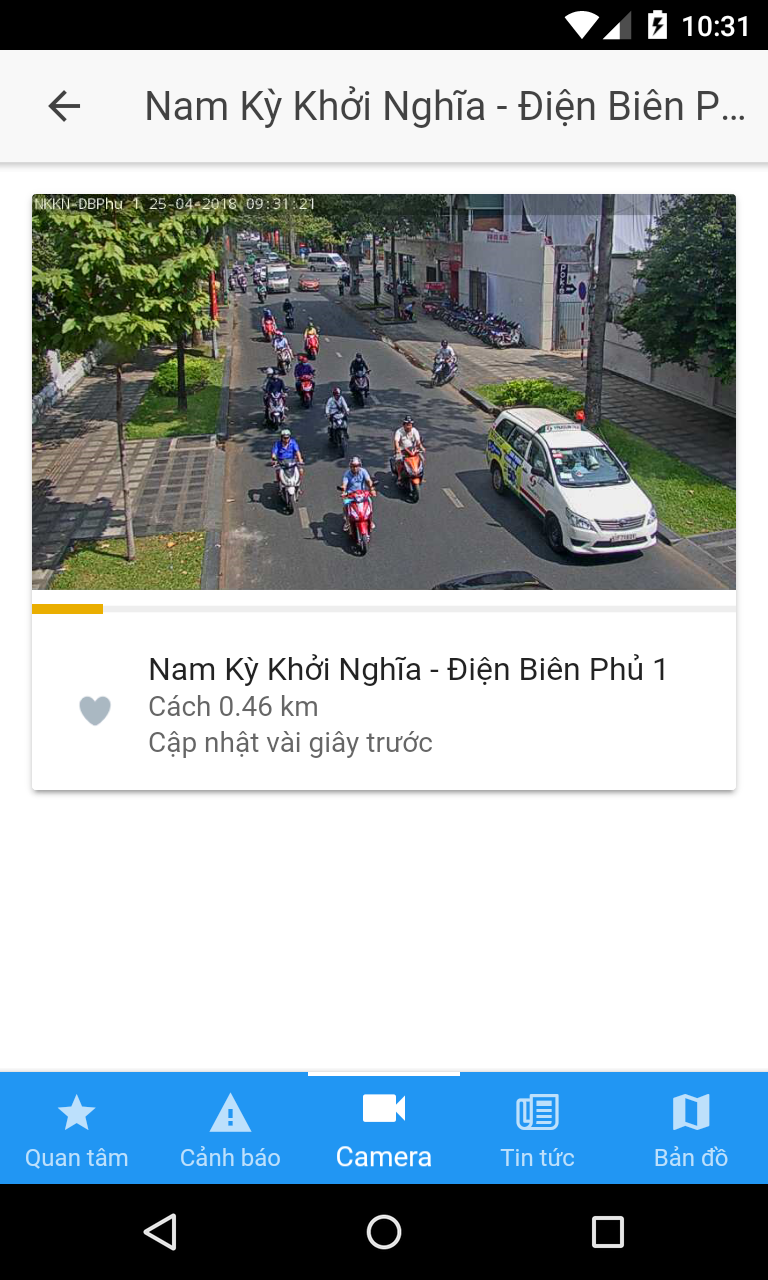 10:31
Nam Kỳ Khởi Nghĩa - Điện Biên P…
NKKN-DBPhu 1 25-04-2018 09:31:21
Nam Kỳ Khởi Nghĩa - Điện Biên Phủ 1
Cách 0.46 km
Cập nhật vài giây trước
Quan tâm
Cảnh báo
Camera
Tin tức
Bản đồ